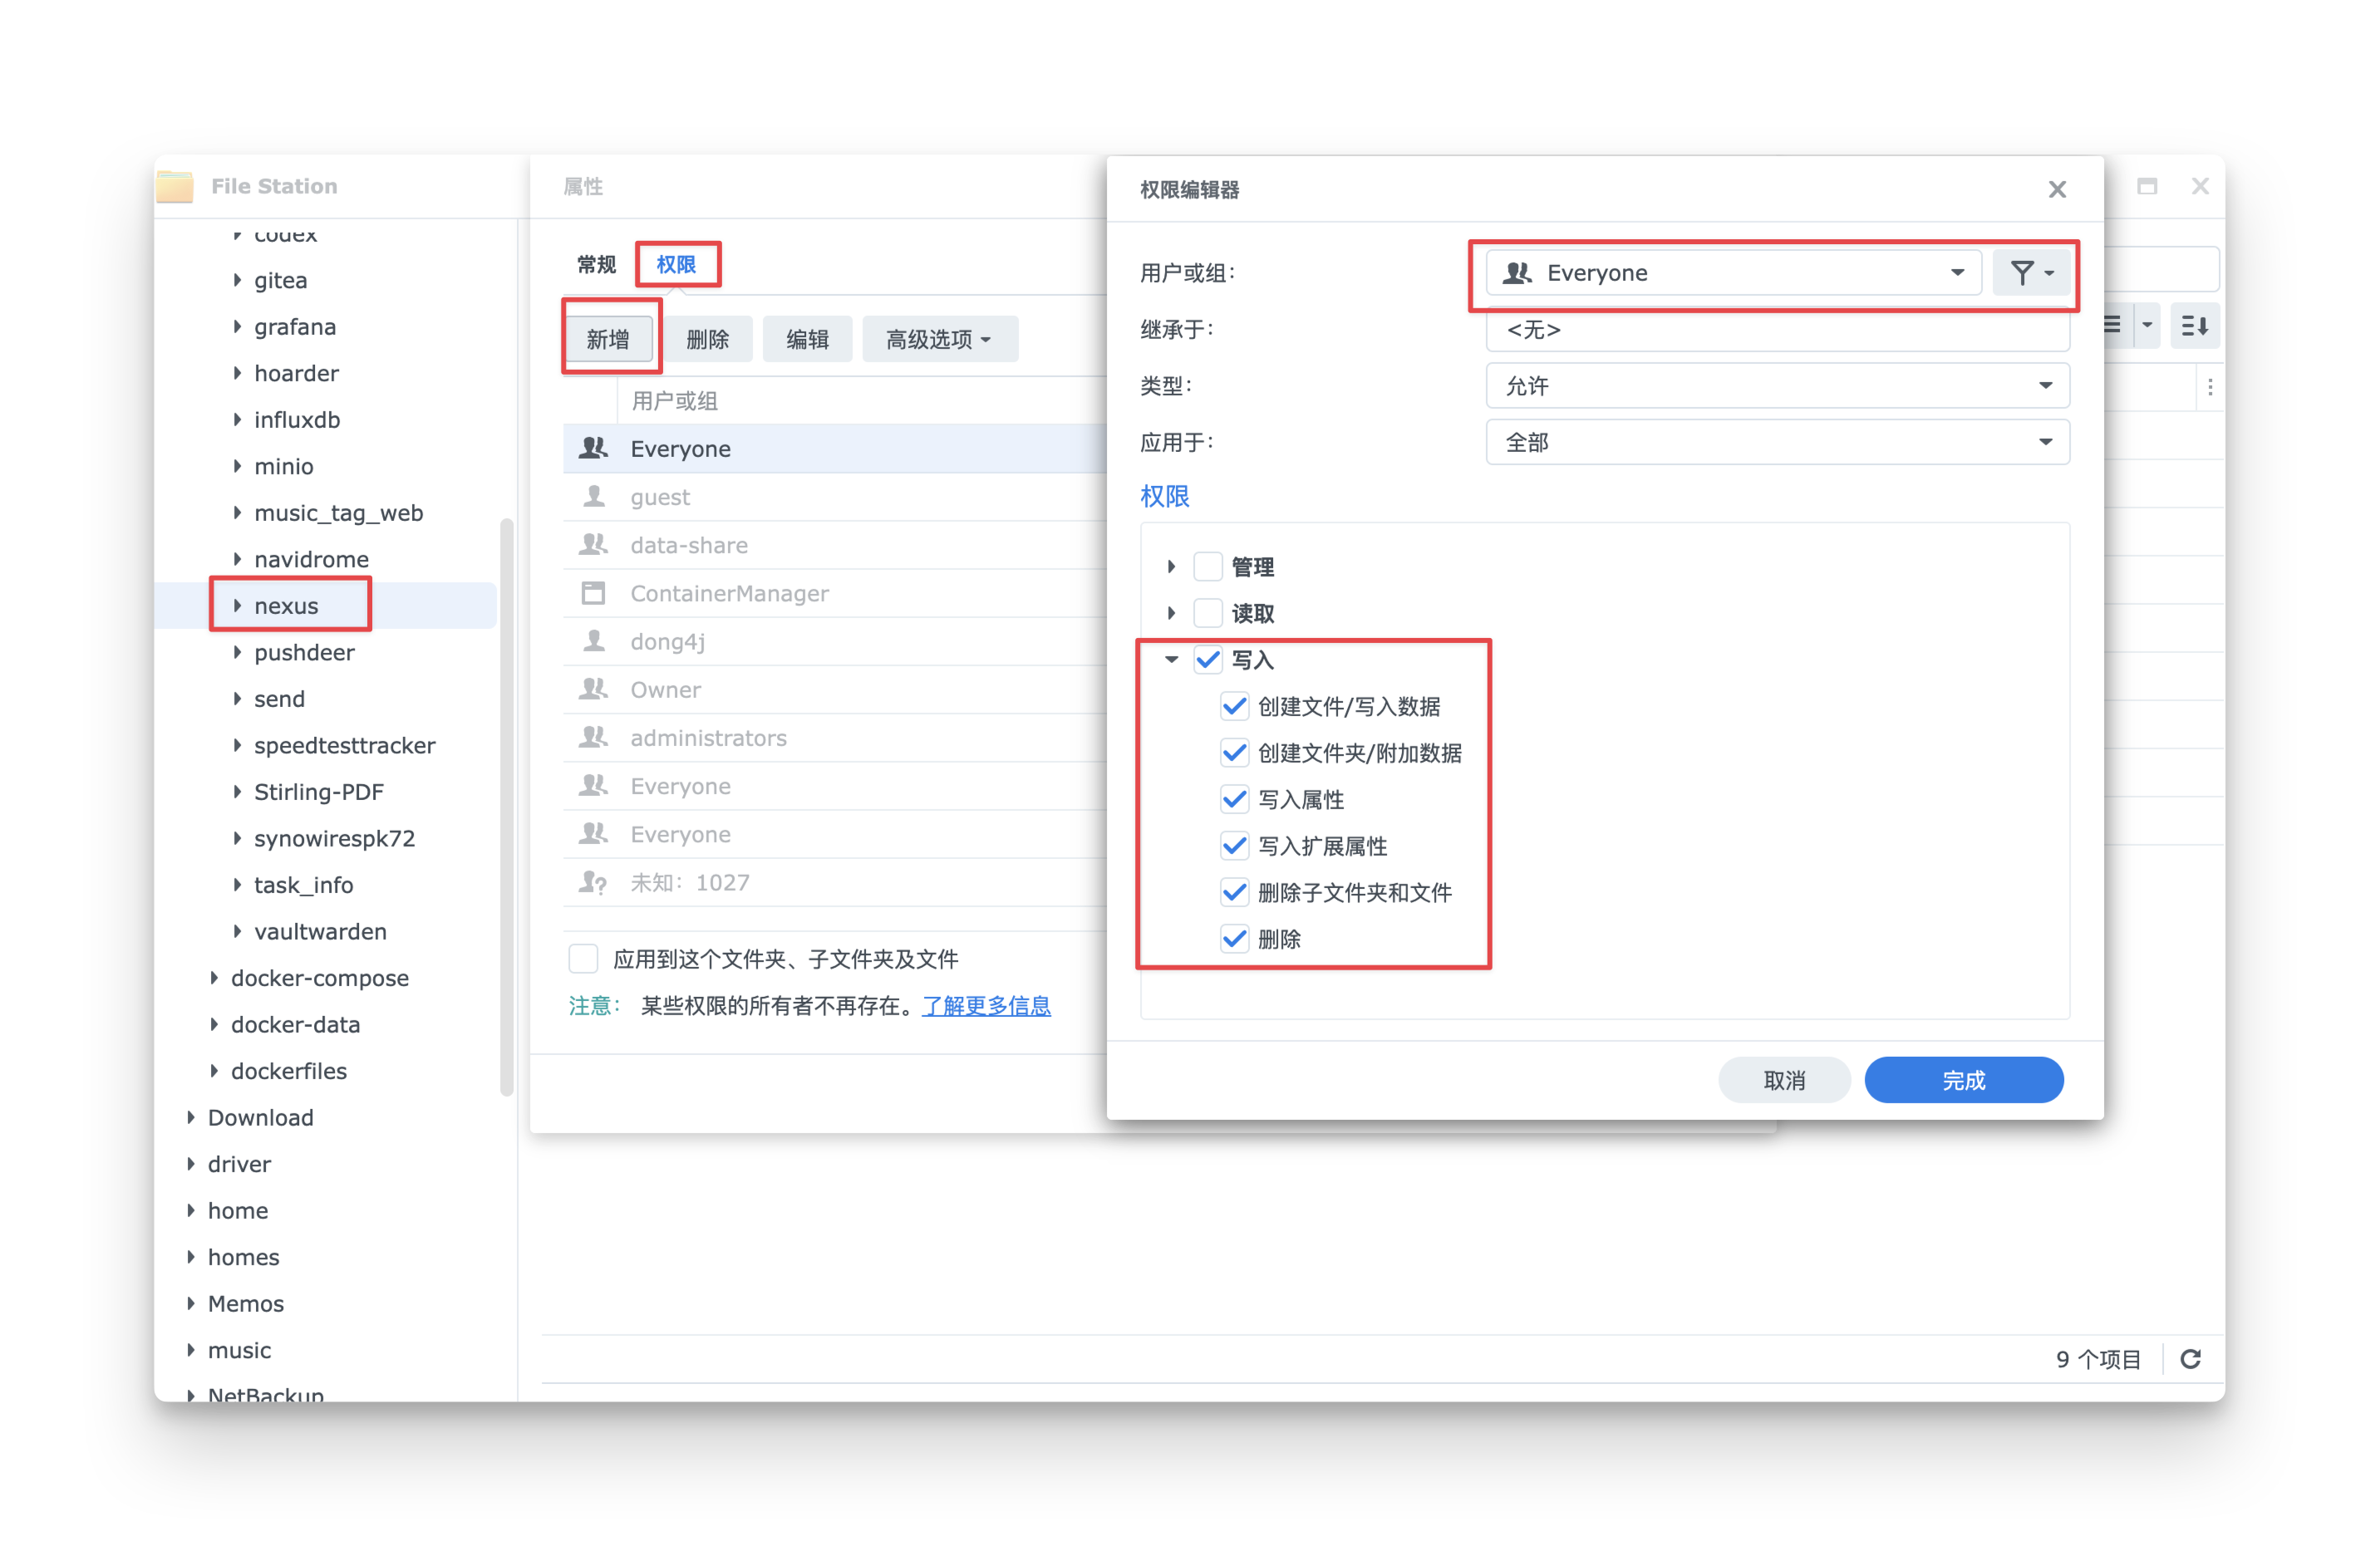 File Station
codex
gitea
grafana
hoarder
influxdb
minio
music_tag_web
navidrome
nexus
pushdeer
send
speedtesttracker
Stirling-PDF
synowirespk72
task_info
vaultwarden
docker-compose
docker-data
dockerfiles
Download
driver
home
homes
Memos
music
NetBackup
属性
常规 权限
新增 删除 编辑 高级选项
用户或组
Everyone
guest
data-share
ContainerManager
dong4j
Owner
administrators
Everyone
Everyone
未知：1027
应用到这个文件夹、子文件夹及文件
注意： 某些权限的所有者不再存在。了解更多信息
权限编辑器
用户或组： Everyone
继承于： <无>
类型： 允许
应用于： 全部
权限
管理
读取
写入
创建文件/写入数据
创建文件夹/附加数据
写入属性
写入扩展属性
删除子文件夹和文件
删除
取消 完成
9 个项目